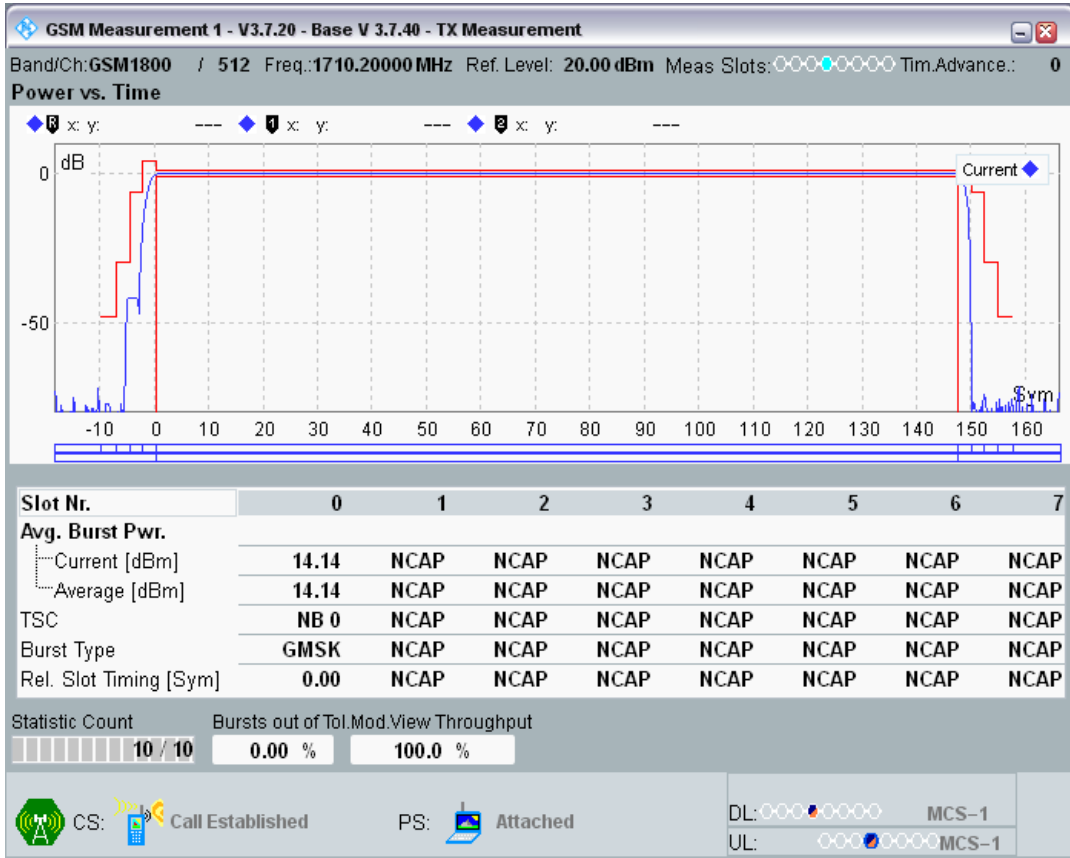 GSM Measurement 1 - V3.7.20 - Base V 3.7.40 - TX Measurement
Band/Ch:GSM1800 / 512 Freq.:1710.20000 MHz Ref. Level: 20.00 dBm Meas Slots: Tim.Advance.: 0
Power vs. Time
R x: y: --- 1 x: y: --- 2 x: y: ---
dB
Current
0
-50
Sym
-10 0 10 20 30 40 50 60 70 80 90 100 110 120 130 140 150 160
Slot Nr. 0 1 2 3 4 5 6 7
Avg. Burst Pwr.
Current [dBm] 14.14 NCAP NCAP NCAP NCAP NCAP NCAP NCAP
Average [dBm] 14.14 NCAP NCAP NCAP NCAP NCAP NCAP NCAP
TSC NB 0 NCAP NCAP NCAP NCAP NCAP NCAP NCAP
Burst Type GMSK NCAP NCAP NCAP NCAP NCAP NCAP NCAP
Rel. Slot Timing [Sym] 0.00 NCAP NCAP NCAP NCAP NCAP NCAP NCAP
Statistic Count Bursts out of Tol.Mod.View Throughput
10 / 10 0.00 % 100.0 %
CS: Call Established PS: Attached
DL: MCS-1
UL: MCS-1